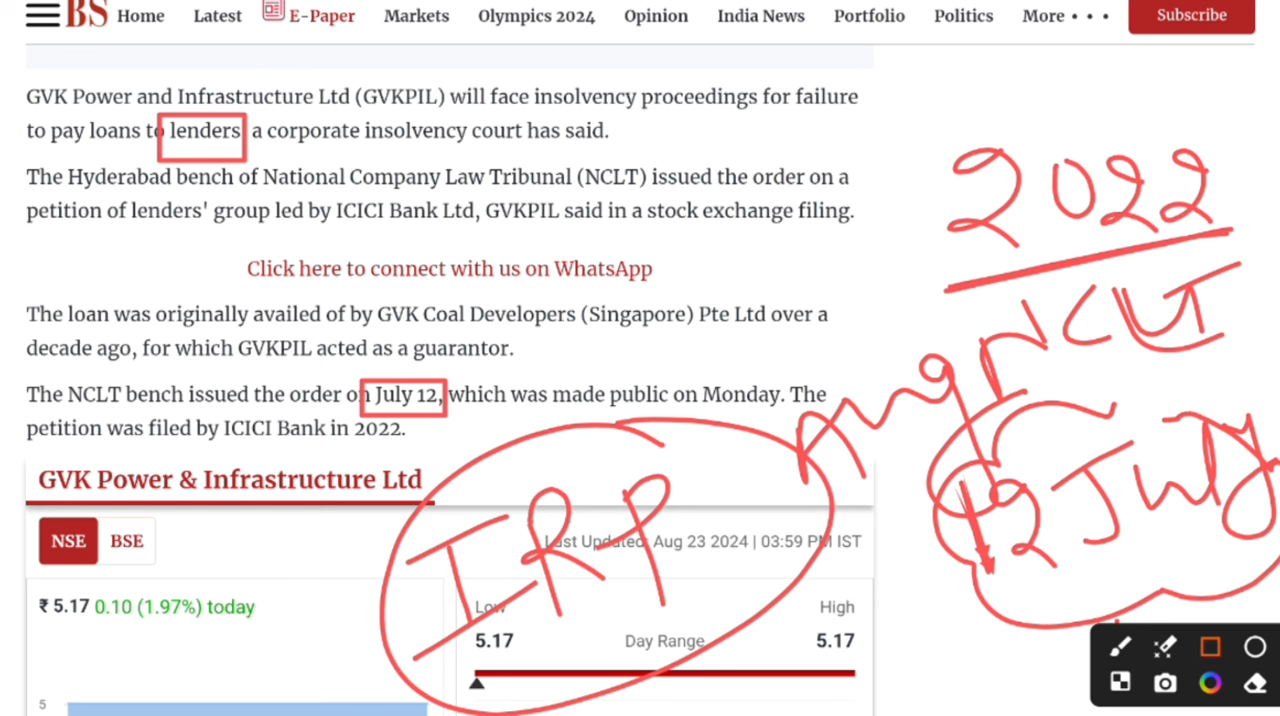 BS Home Latest E-Paper Markets Olympics 2024 Opinion India News Portfolio Politics More • • • Subscribe
GVK Power and Infrastructure Ltd (GVKPIL) will face insolvency proceedings for failure
to pay loans to lenders, a corporate insolvency court has said.
The Hyderabad bench of National Company Law Tribunal (NCLT) issued the order on a
petition of lenders' group led by ICICI Bank Ltd, GVKPIL said in a stock exchange filing.
Click here to connect with us on WhatsApp
The loan was originally availed of by GVK Coal Developers (Singapore) Pte Ltd over a
decade ago, for which GVKPIL acted as a guarantor.
The NCLT bench issued the order on July 12, which was made public on Monday. The
petition was filed by ICICI Bank in 2022.
GVK Power & Infrastructure Ltd
NSE BSE
Last Updated: Aug 23 2024 | 03:59 PM IST
₹ 5.17 0.10 (1.97%) today
Low High
5.17 Day Range 5.17
5
2022
NCLT
12 July
IRP